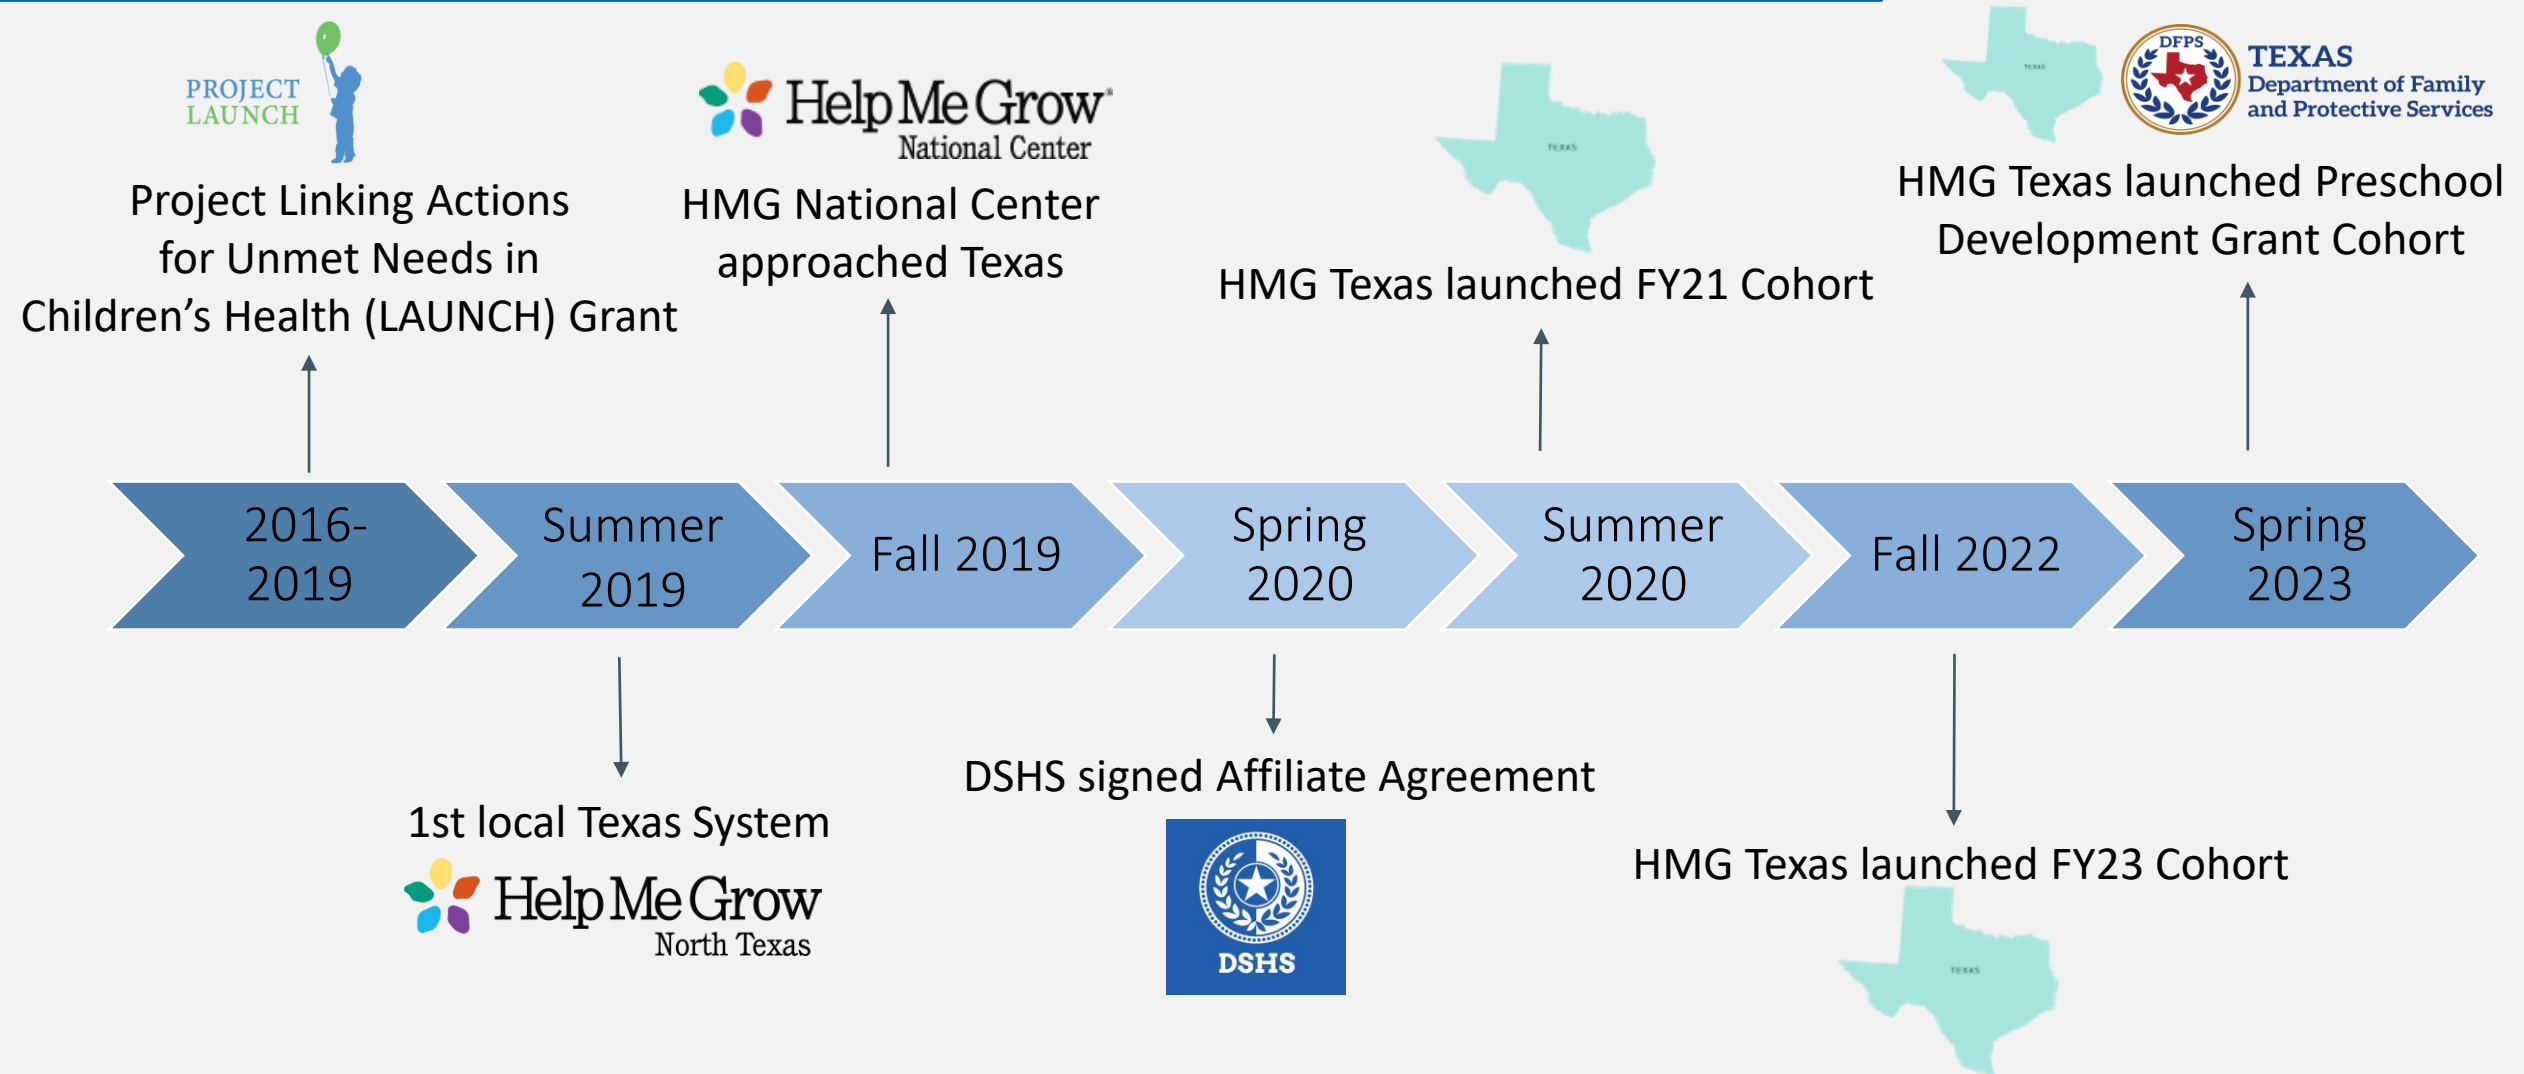 PROJECT
LAUNCH
Project Linking Actions
for Unmet Needs in
Children’s Health (LAUNCH) Grant
Help Me Grow®
National Center
HMG National Center
approached Texas
TEXAS
HMG Texas launched FY21 Cohort
TEXAS
DFPS
TEXAS
Department of Family
and Protective Services
HMG Texas launched Preschool
Development Grant Cohort
2016-
2019
Summer
2019
Fall 2019
Spring
2020
Summer
2020
Fall 2022
Spring
2023
1st local Texas System
Help Me Grow
North Texas
DSHS signed Affiliate Agreement
DSHS
HMG Texas launched FY23 Cohort
TEXAS